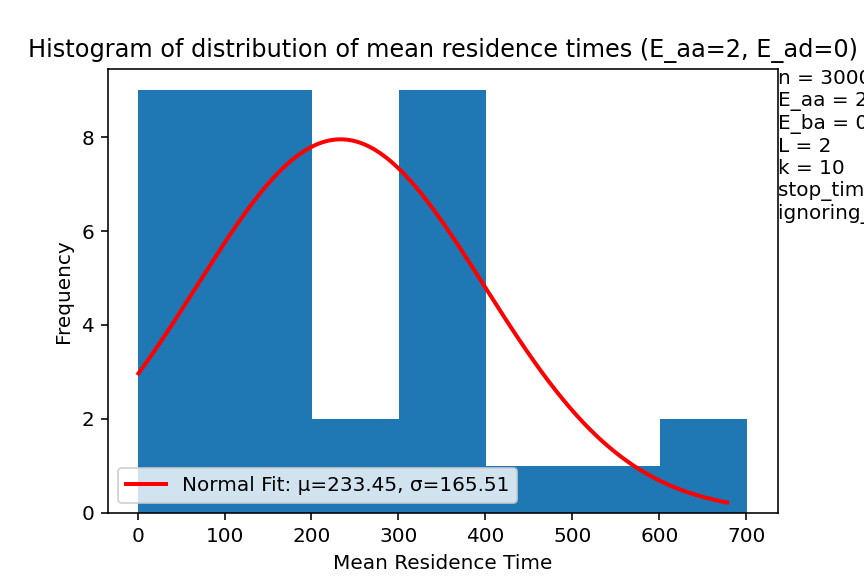 Histogram of distribution of mean residence times (E_aa=2, E_ad=0)
n = 3000
E_aa = 2
E_ba = 0
L = 2
k = 10
stop_tim
ignoring_
Frequency
8
6
4
2
0
Normal Fit: μ=233.45, σ=165.51
0 100 200 300 400 500 600 700
Mean Residence Time